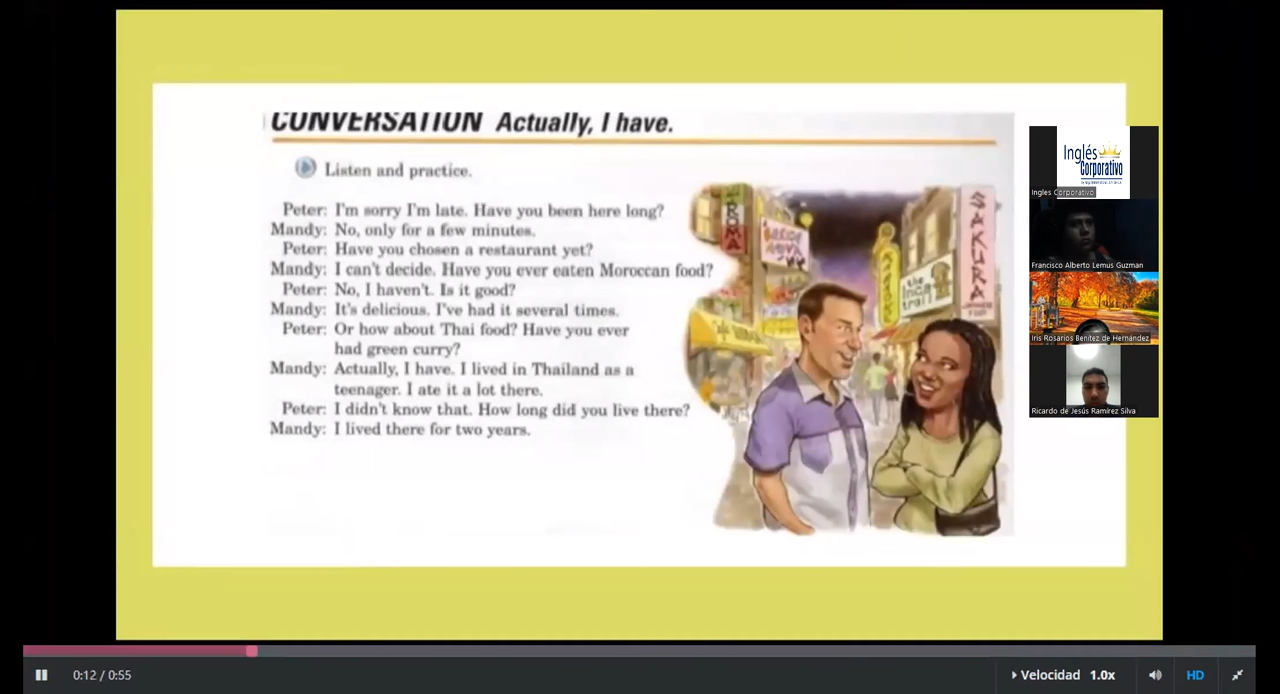 CONVERSATION Actually, I have.
Listen and practice.
Peter: I'm sorry I'm late. Have you been here long?
Mandy: No, only for a few minutes.
Peter: Have you chosen a restaurant yet?
Mandy: I can't decide. Have you ever eaten Moroccan food?
Peter: No, I haven't. Is it good?
Mandy: It's delicious. I've had it several times.
Peter: Or how about Thai food? Have you ever
had green curry?
Mandy: Actually, I have. I lived in Thailand as a
teenager. I ate it a lot there.
Peter: I didn't know that. How long did you live there?
Mandy: I lived there for two years.
ROMA
the
Inca
trail
SAKURA
Inglés
Corporativo
Ingles Corporativo
Francisco Alberto Lemus Guzman
Iris Rosarios Benítez de Hernández
Ricardo de Jesús Ramírez Silva
0:12 / 0:55
Velocidad 1.0x
HD